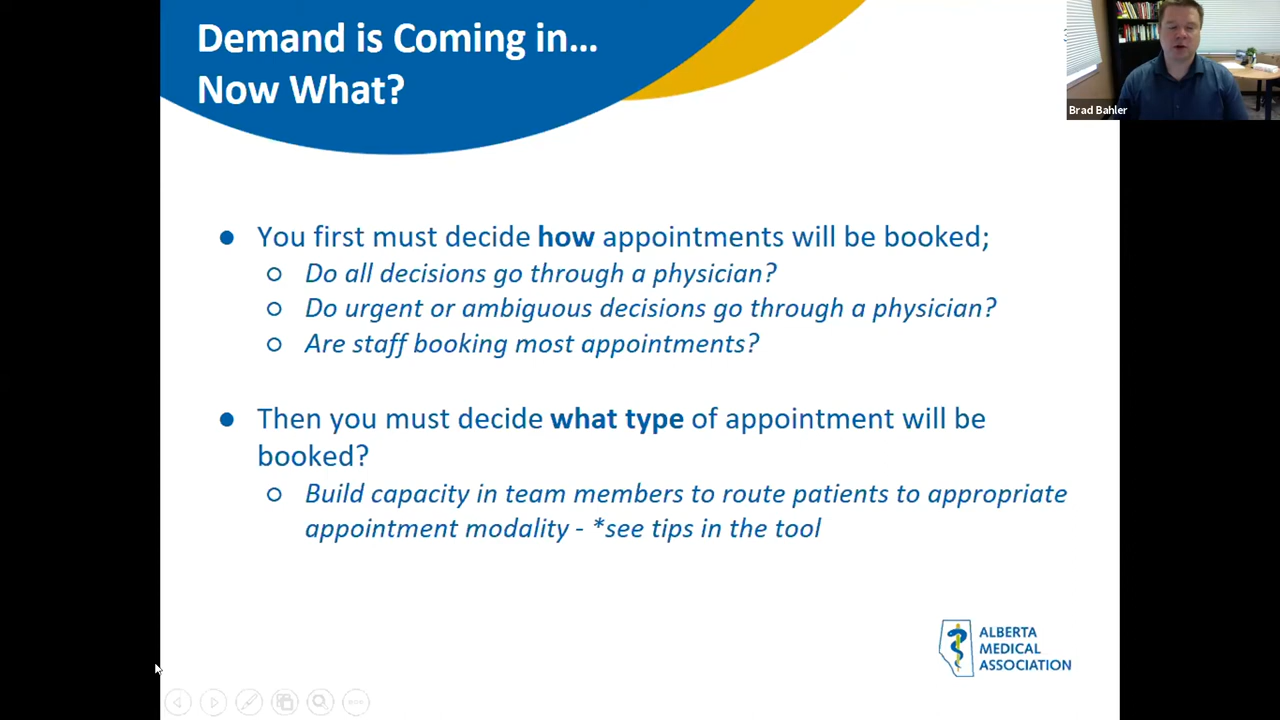 Demand is Coming in...
Now What?
Brad Bahler
● You first must decide how appointments will be booked;
○ Do all decisions go through a physician?
○ Do urgent or ambiguous decisions go through a physician?
○ Are staff booking most appointments?
● Then you must decide what type of appointment will be
booked?
○ Build capacity in team members to route patients to appropriate
appointment modality - *see tips in the tool
ALBERTA
MEDICAL
ASSOCIATION